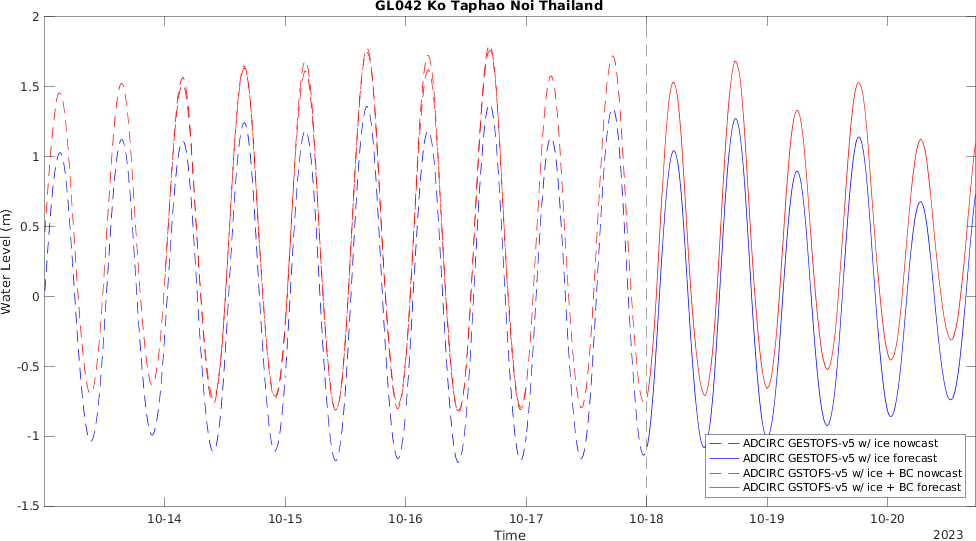 GL042 Ko Taphao Noi Thailand
2
1.5
1
0.5
0
-0.5
-1
-1.5
Water Level (m)
10-14
10-15
10-16
10-17
10-18
10-19
10-20
Time
2023
ADCIRC GESTOFS-v5 w/ ice nowcast
ADCIRC GESTOFS-v5 w/ ice forecast
ADCIRC GSTOFS-v5 w/ ice + BC nowcast
ADCIRC GSTOFS-v5 w/ ice + BC forecast